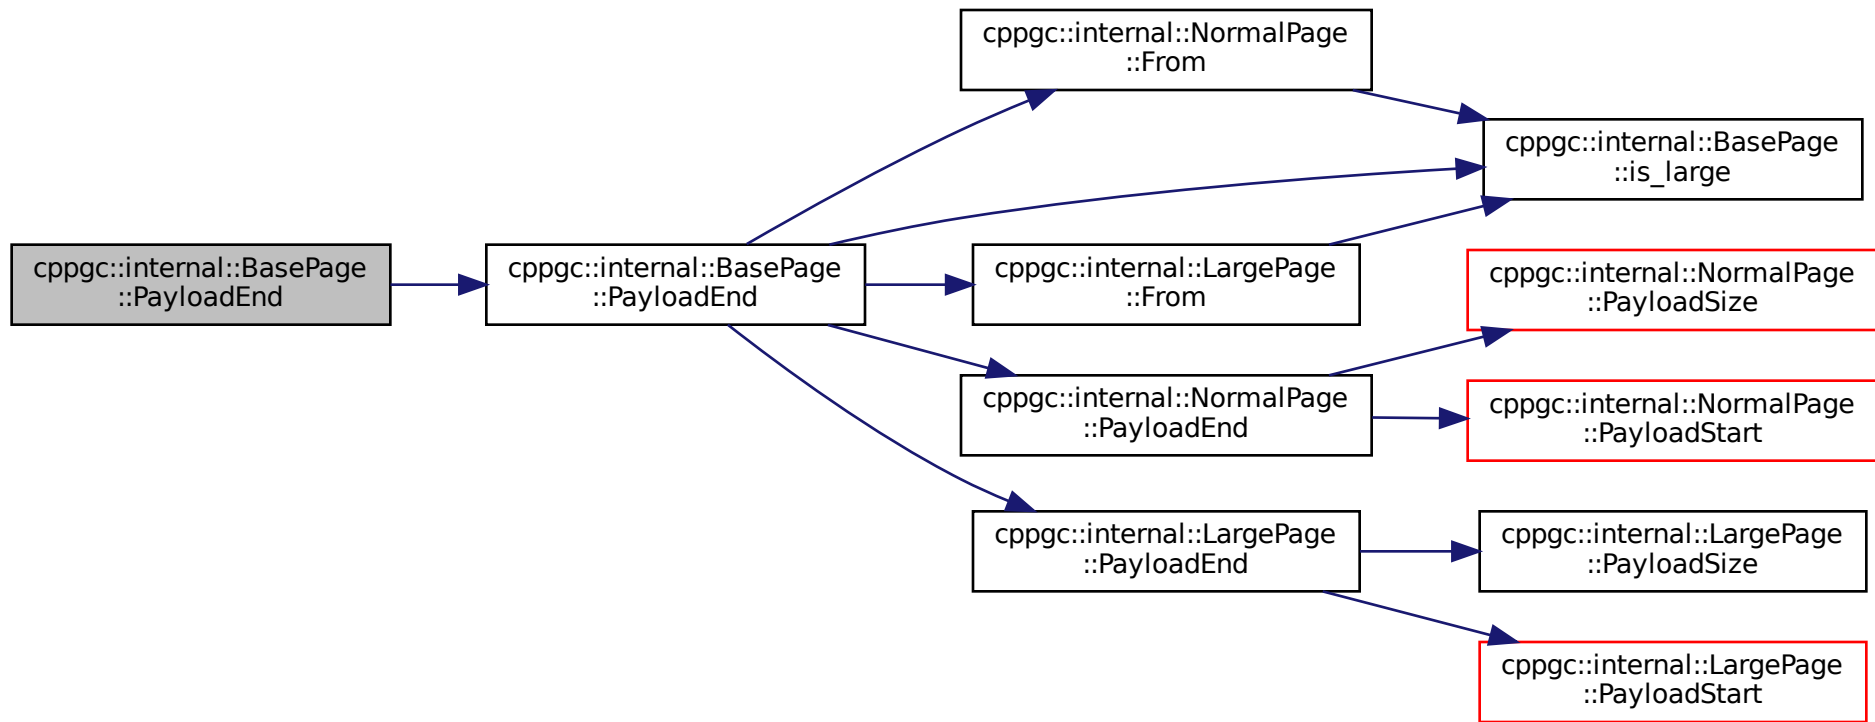 cppgc::internal::BasePage
::PayloadEnd
cppgc::internal::BasePage
::PayloadEnd
cppgc::internal::NormalPage
::From
cppgc::internal::BasePage
::is_large
cppgc::internal::LargePage
::From
cppgc::internal::NormalPage
::PayloadEnd
cppgc::internal::NormalPage
::PayloadSize
cppgc::internal::NormalPage
::PayloadStart
cppgc::internal::LargePage
::PayloadEnd
cppgc::internal::LargePage
::PayloadSize
cppgc::internal::LargePage
::PayloadStart